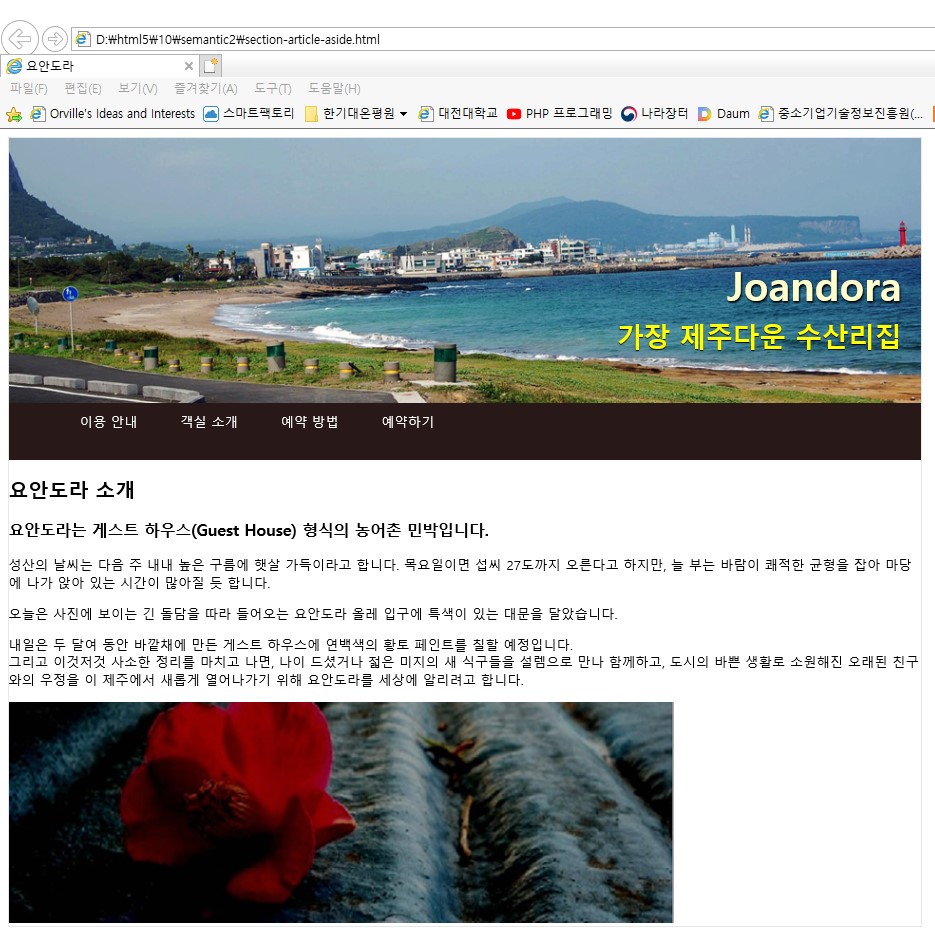 D:₩html5₩10₩semantic2₩section-article-aside.html
요안도라
파일(F) 편집(E) 보기(V) 즐겨찾기(A) 도구(T) 도움말(H)
Orville's Ideas and Interests 스마트팩토리 한기대온평원 대전대학교 PHP 프로그래밍 나라장터 Daum 중소기업기술정보진흥원(...
Joandora
가장 제주다운 수산리집
이용 안내 객실 소개 예약 방법 예약하기
요안도라 소개
요안도라는 게스트 하우스(Guest House) 형식의 농어촌 민박입니다.
성산의 날씨는 다음 주 내내 높은 구름에 햇살 가득이라고 합니다. 목요일이면 섭씨 27도까지 오른다고 하지만, 늘 부는 바람이 쾌적한 균형을 잡아 마당
에 나가 앉아 있는 시간이 많아질 듯 합니다.
오늘은 사진에 보이는 긴 돌담을 따라 들어오는 요안도라 올레 입구에 특색이 있는 대문을 달았습니다.
내일은 두 달여 동안 바깥채에 만든 게스트 하우스에 연백색의 황토 페인트를 칠할 예정입니다.
그리고 이것저것 사소한 정리를 마치고 나면, 나이 드셨거나 젊은 미지의 새 식구들을 설렘으로 만나 함께하고, 도시의 바쁜 생활로 소원해진 오래된 친구
와의 우정을 이 제주에서 새롭게 열어나가기 위해 요안도라를 세상에 알리려고 합니다.